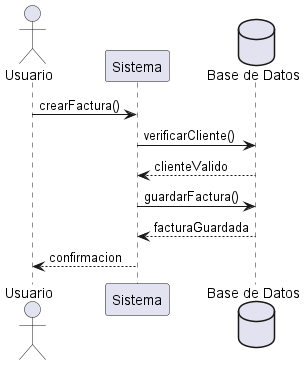 Usuario
Sistema
Base de Datos
crearFactura()
verificarCliente()
clienteValido
guardarFactura()
facturaGuardada
confirmacion
Usuario
Sistema
Base de Datos